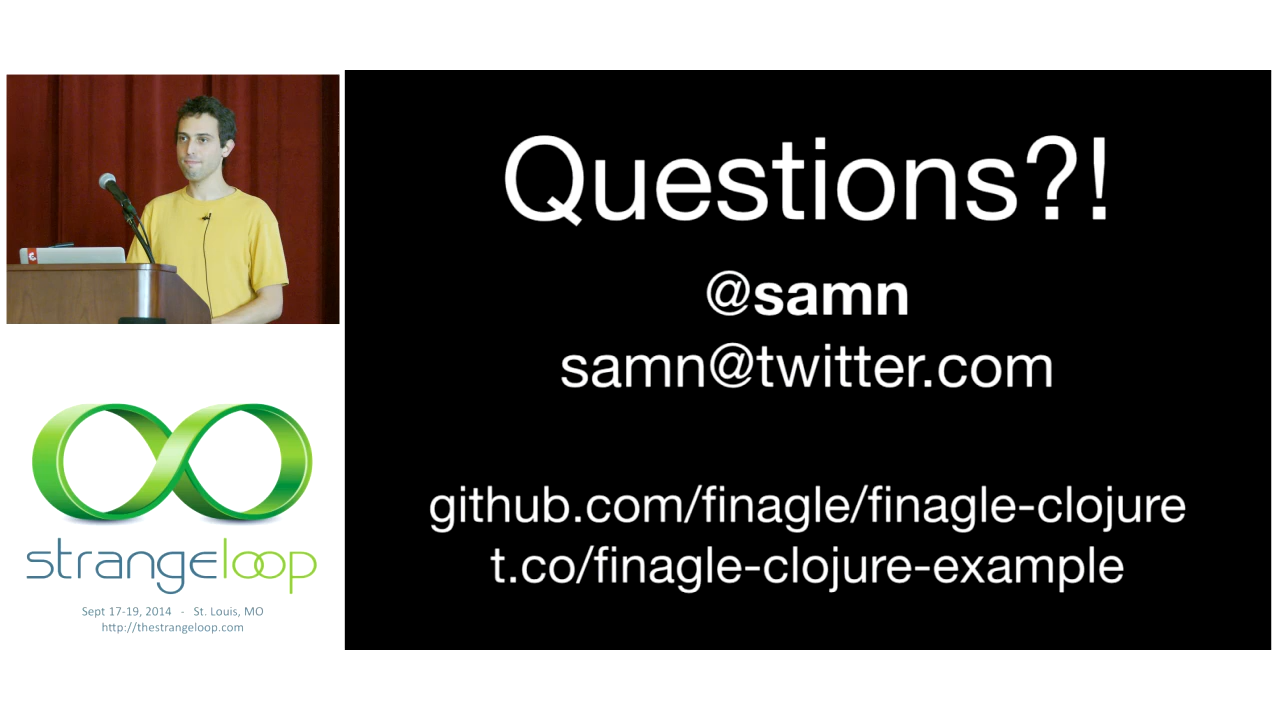 Questions?!
@samn
samn@twitter.com
github.com/finagle/finagle-clojure
t.co/finagle-clojure-example
strangeloop
Sept 17-19, 2014 - St. Louis, MO
http://thestrangeloop.com